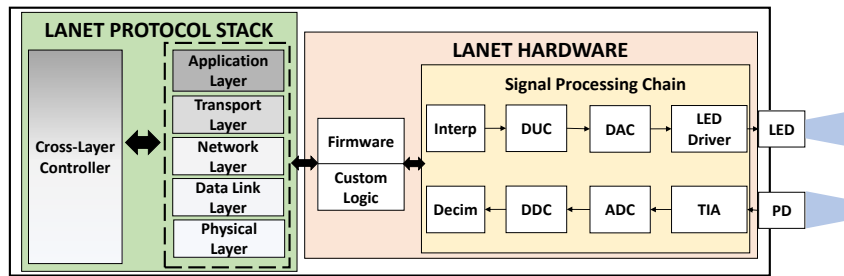 LANET PROTOCOL STACK
Cross-Layer
Controller
Application
Layer
Transport
Layer
Network
Layer
Data Link
Layer
Physical
Layer
LANET HARDWARE
Firmware
Custom
Logic
Signal Processing Chain
Interp
DUC
DAC
LED
Driver
LED
Decim
DDC
ADC
TIA
PD